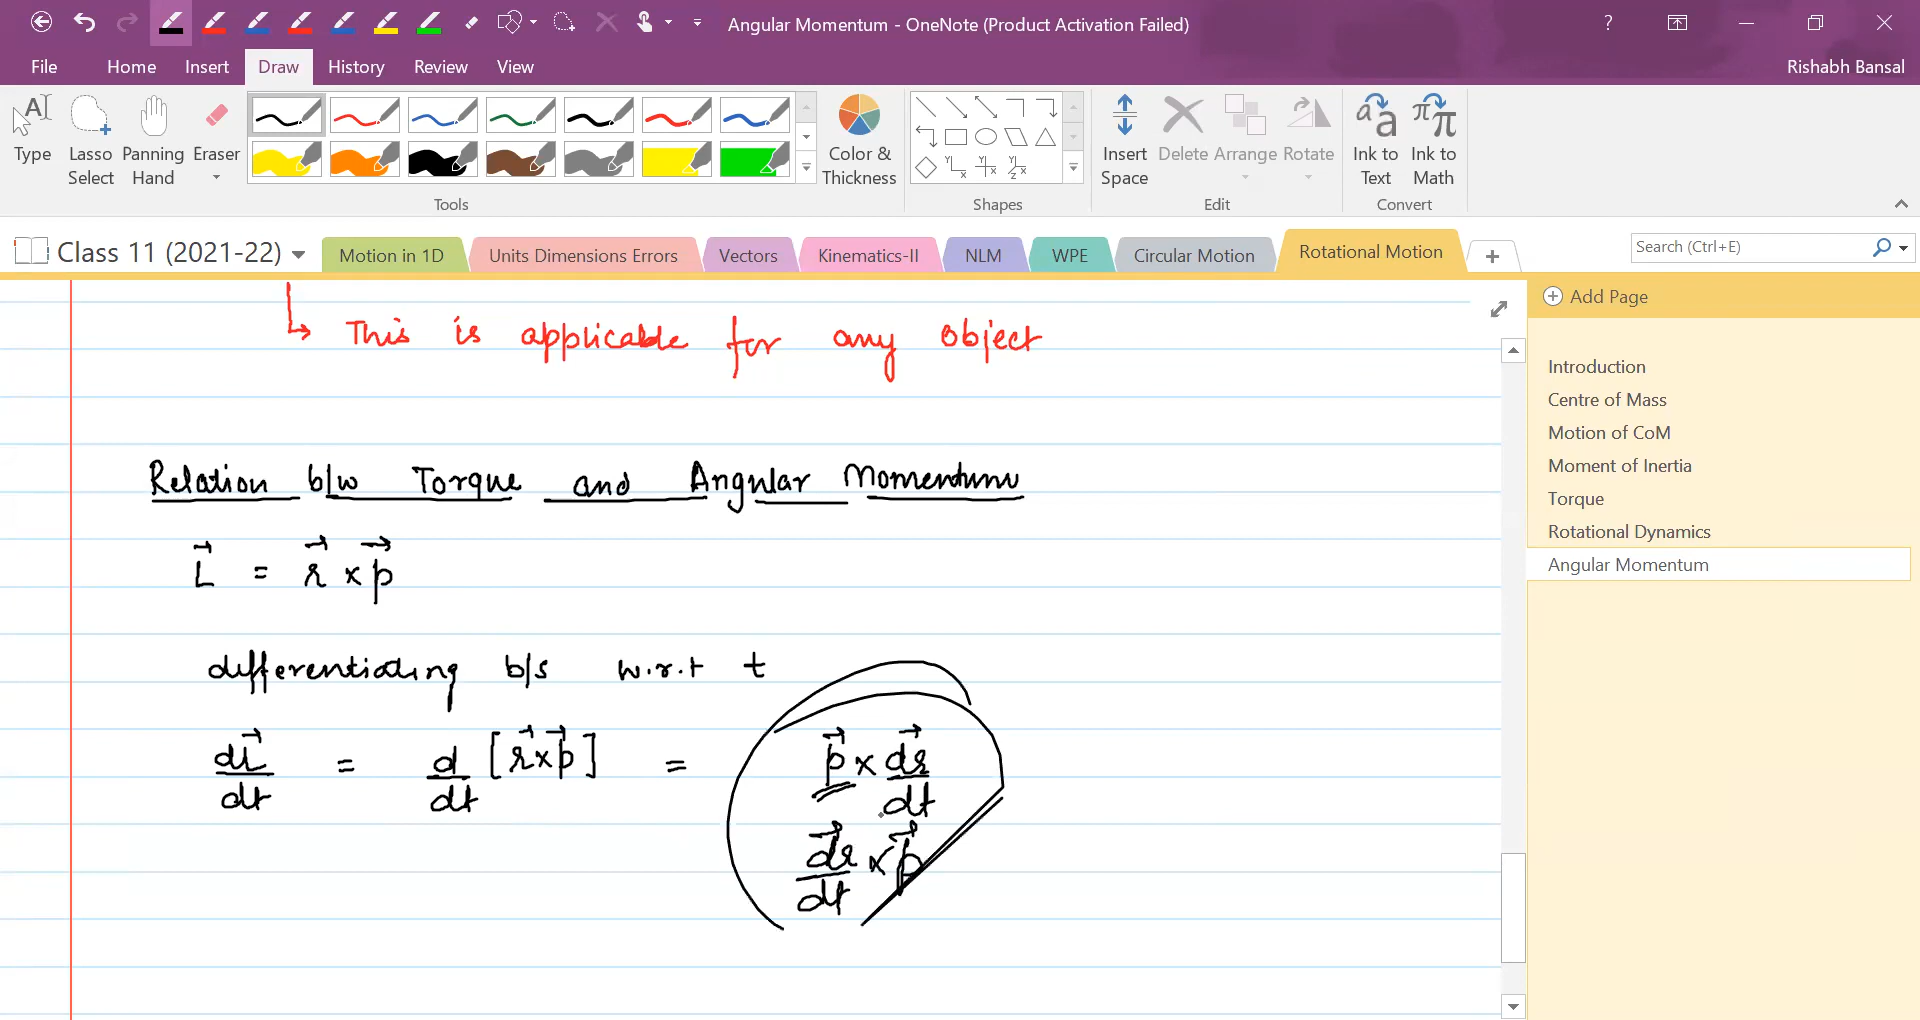 Angular Momentum - OneNote (Product Activation Failed)
?
File Home Insert Draw History Review View
Rishabh Bansal
Type
Lasso Select
Panning Hand
Eraser
Color & Thickness
Insert Space
Delete
Arrange
Rotate
Ink to Text
Ink to Math
Tools Shapes Edit Convert
Class 11 (2021-22)
Motion in 1D Units Dimensions Errors Vectors Kinematics-II NLM WPE Circular Motion Rotational Motion
Search (Ctrl+E)
Add Page
Introduction
Centre of Mass
Motion of CoM
Moment of Inertia
Torque
Rotational Dynamics
Angular Momentum
↳ This is applicable for any object
Relation b/w Torque and Angular Momentum
L⃗ = r⃗ × p⃗
differentiating b/s w.r.t t
dL⃗/dt = d/dt [r⃗ × p⃗] = p⃗ × dr⃗/dt
dr⃗/dt × p⃗